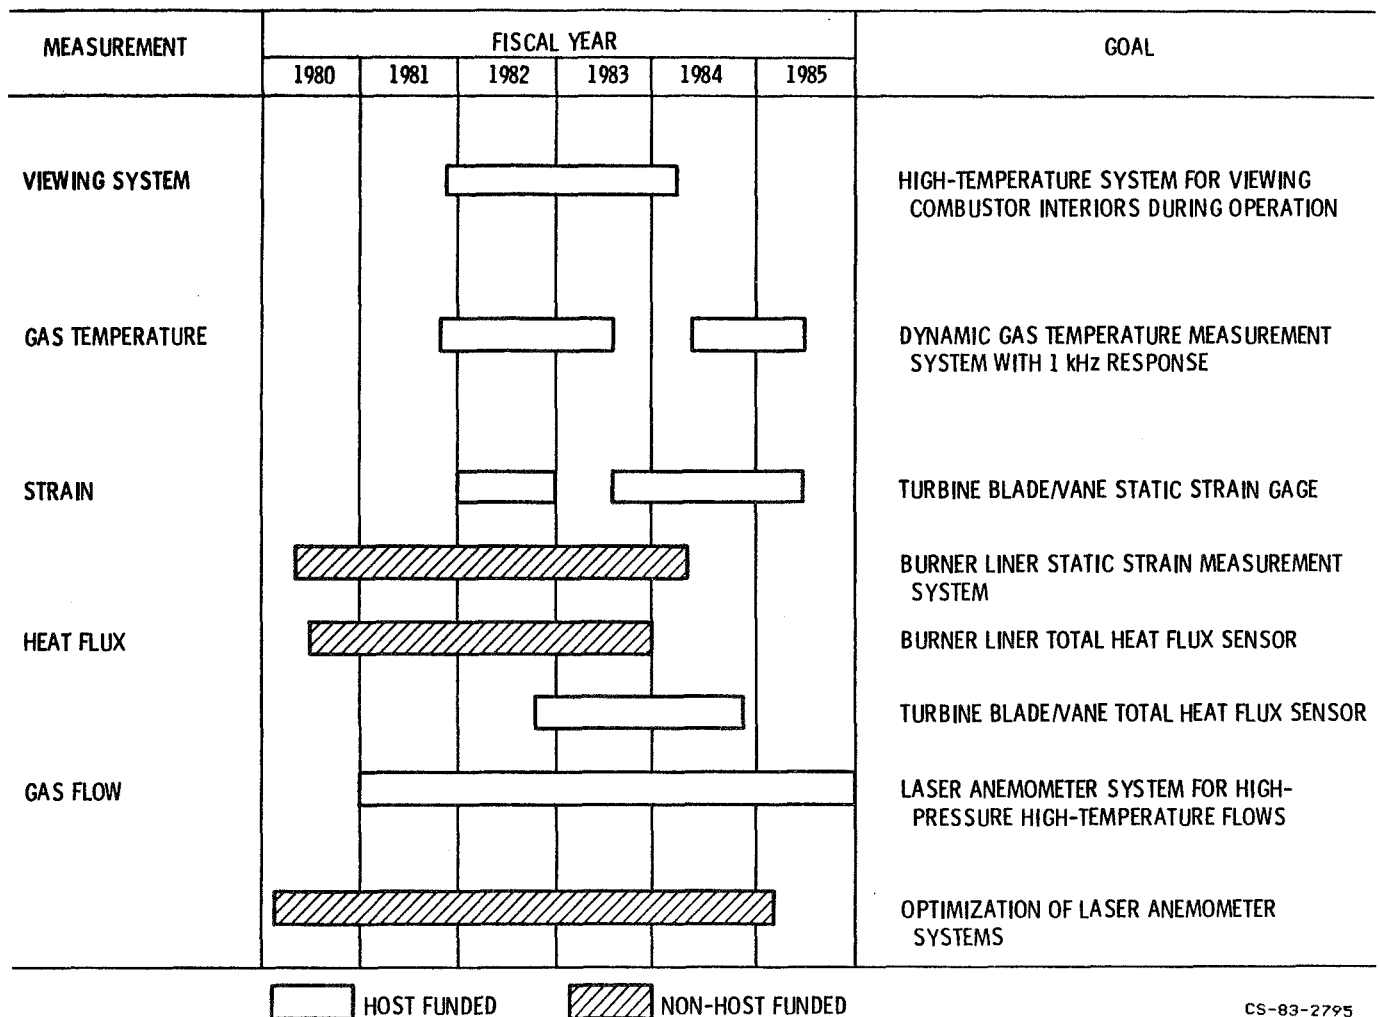 MEASUREMENT
FISCAL YEAR
GOAL
1980 1981 1982 1983 1984 1985
VIEWING SYSTEM
HIGH-TEMPERATURE SYSTEM FOR VIEWING
COMBUSTOR INTERIORS DURING OPERATION
GAS TEMPERATURE
DYNAMIC GAS TEMPERATURE MEASUREMENT
SYSTEM WITH 1 kHz RESPONSE
STRAIN
TURBINE BLADE/VANE STATIC STRAIN GAGE
BURNER LINER STATIC STRAIN MEASUREMENT
SYSTEM
HEAT FLUX
BURNER LINER TOTAL HEAT FLUX SENSOR
TURBINE BLADE/VANE TOTAL HEAT FLUX SENSOR
GAS FLOW
LASER ANEMOMETER SYSTEM FOR HIGH-
PRESSURE HIGH-TEMPERATURE FLOWS
OPTIMIZATION OF LASER ANEMOMETER
SYSTEMS
HOST FUNDED
NON-HOST FUNDED
CS-83-2795